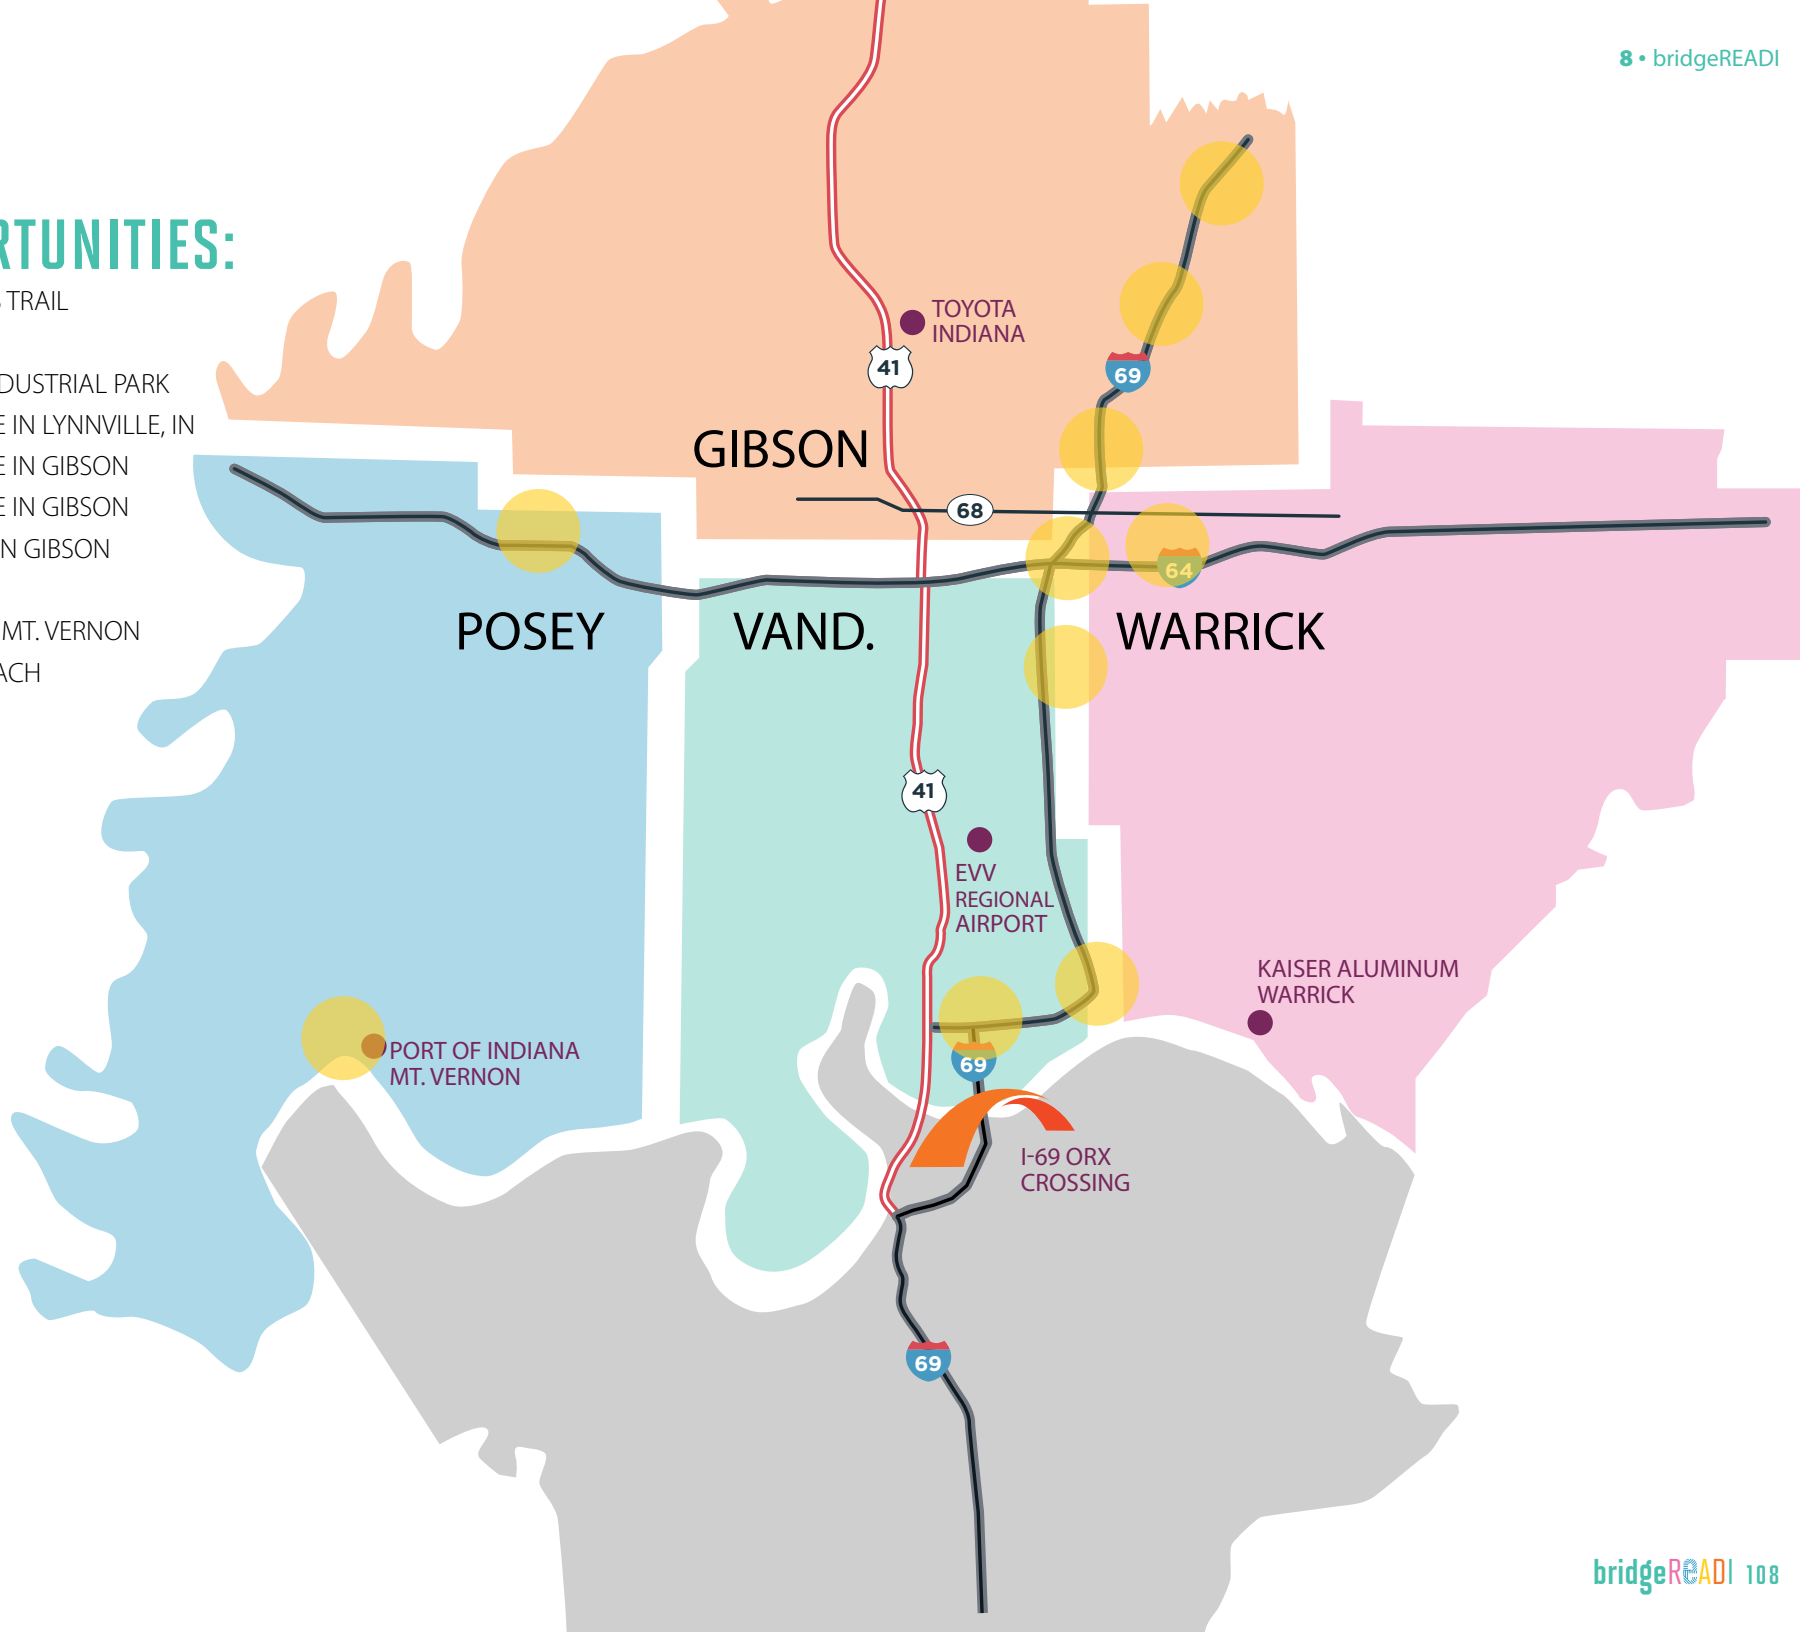 8 • bridgeREADI
RTUNITIES:
TRAIL
DUSTRIAL PARK
E IN LYNNVILLE, IN
E IN GIBSON
E IN GIBSON
N GIBSON
MT. VERNON
ACH
TOYOTA
INDIANA
41
69
GIBSON
68
64
POSEY
VAND.
WARRICK
41
EVV
REGIONAL
AIRPORT
KAISER ALUMINUM
WARRICK
PORT OF INDIANA
MT. VERNON
69
I-69 ORX
CROSSING
69
bridgeReADI 108